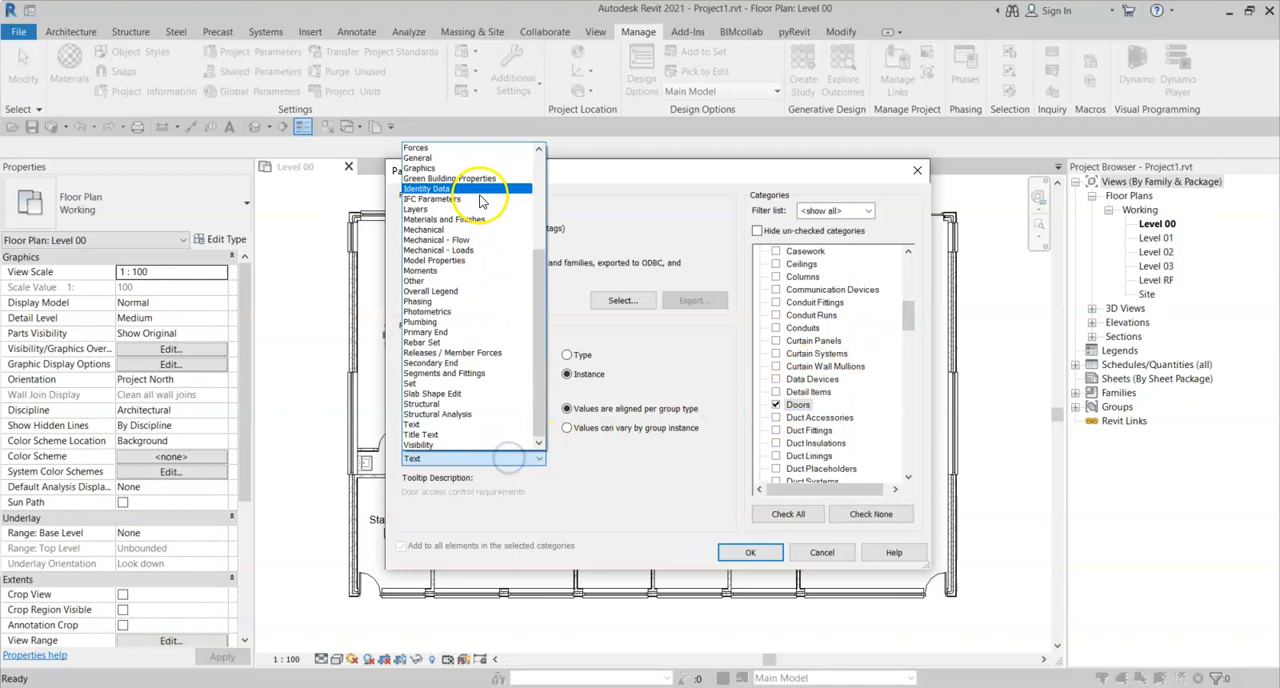 Autodesk Revit 2021 - Project1.rvt - Floor Plan: Level 00
Sign In
File Architecture Structure Steel Precast Systems Insert Annotate Analyze Massing & Site Collaborate View Manage Add-Ins BIMcollab pyRevit Modify
Modify
Materials
Object Styles
Snaps
Project Information
Project Parameters
Shared Parameters
Global Parameters
Transfer Project Standards
Purge Unused
Project Units
Additional
Settings
Design
Options
Add to Set
Pick to Edit
Main Model
Create
Study
Explore
Outcomes
Manage
Links
Phases
Dynamo
Dynamo
Player
Select
Settings
Project Location
Design Options
Generative Design
Manage Project
Phasing
Selection
Inquiry
Macros
Visual Programming
Properties
Floor Plan
Working
Floor Plan: Level 00
Edit Type
Graphics
View Scale 1 : 100
Scale Value 1: 100
Display Model Normal
Detail Level Medium
Parts Visibility Show Original
Visibility/Graphics Over... Edit...
Graphic Display Options Edit...
Orientation Project North
Wall Join Display Clean all wall joins
Discipline Architectural
Show Hidden Lines By Discipline
Color Scheme Location Background
Color Scheme <none>
System Color Schemes Edit...
Default Analysis Displa... None
Sun Path
Underlay
Range: Base Level None
Range: Top Level Unbounded
Underlay Orientation Look down
Extents
Crop View
Crop Region Visible
Annotation Crop
View Range Edit...
Properties help
Apply
Level 00
Forces
General
Graphics
Green Building Properties
Identity Data
IFC Parameters
Layers
Materials and Finishes
Mechanical
Mechanical - Flow
Mechanical - Loads
Model Properties
Moments
Other
Overall Legend
Phasing
Photometrics
Plumbing
Primary End
Rebar Set
Releases / Member Forces
Secondary End
Segments and Fittings
Set
Slab Shape Edit
Structural
Structural Analysis
Text
Title Text
Visibility
Text
Tooltip Description:
Door access control requirements
Add to all elements in the selected categories
Pa
tags)
and families, exported to ODBC, and
Select...
Export...
Type
Instance
Values are aligned per group type
Values can vary by group instance
Categories
Filter list: <show all>
Hide un-checked categories
Casework
Ceilings
Columns
Communication Devices
Conduit Fittings
Conduit Runs
Conduits
Curtain Panels
Curtain Systems
Curtain Wall Mullions
Data Devices
Detail Items
Doors
Duct Accessories
Duct Fittings
Duct Insulations
Duct Linings
Duct Placeholders
Duct Systems
Check All
Check None
OK
Cancel
Help
Sta
Project Browser - Project1.rvt
Views (By Family & Package)
Floor Plans
Working
Level 00
Level 01
Level 02
Level 03
Level RF
Site
3D Views
Elevations
Sections
Legends
Schedules/Quantities (all)
Sheets (By Sheet Package)
Families
Groups
Revit Links
1 : 100
Ready
:0
Main Model
:0